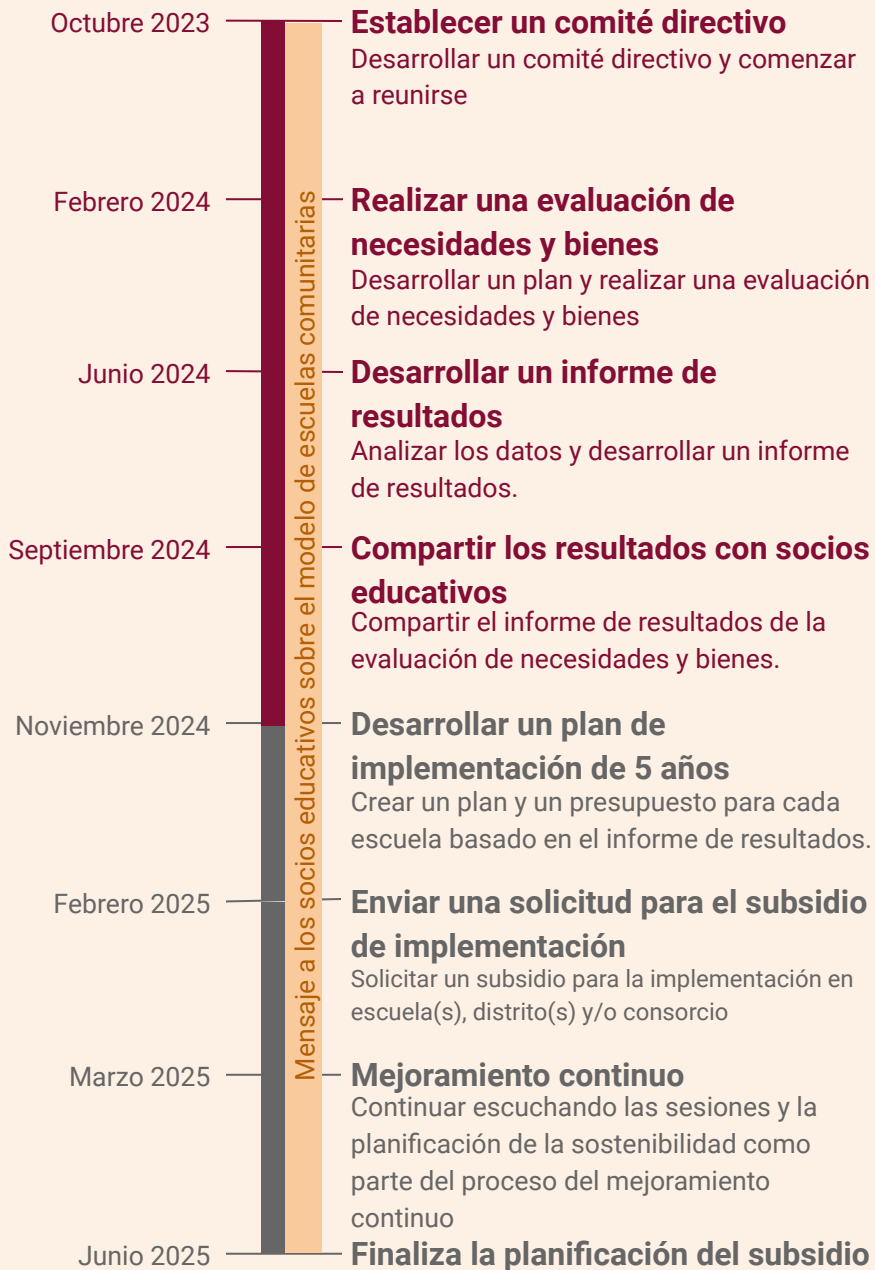 Octubre 2023
Establecer un comité directivo
Desarrollar un comité directivo y comenzar
a reunirse
Febrero 2024
Realizar una evaluación de
necesidades y bienes
Desarrollar un plan y realizar una evaluación
de necesidades y bienes
Junio 2024
Desarrollar un informe de
resultados
Analizar los datos y desarrollar un informe
de resultados.
Septiembre 2024
Compartir los resultados con socios
educativos
Compartir el informe de resultados de la
evaluación de necesidades y bienes.
Noviembre 2024
Desarrollar un plan de
implementación de 5 años
Crear un plan y un presupuesto para cada
escuela basado en el informe de resultados.
Febrero 2025
Enviar una solicitud para el subsidio
de implementación
Solicitar un subsidio para la implementación en
escuela(s), distrito(s) y/o consorcio
Marzo 2025
Mejoramiento continuo
Continuar escuchando las sesiones y la
planificación de la sostenibilidad como
parte del proceso del mejoramiento
continuo
Junio 2025
Finaliza la planificación del subsidio
Mensaje a los socios educativos sobre el modelo de escuelas comunitarias